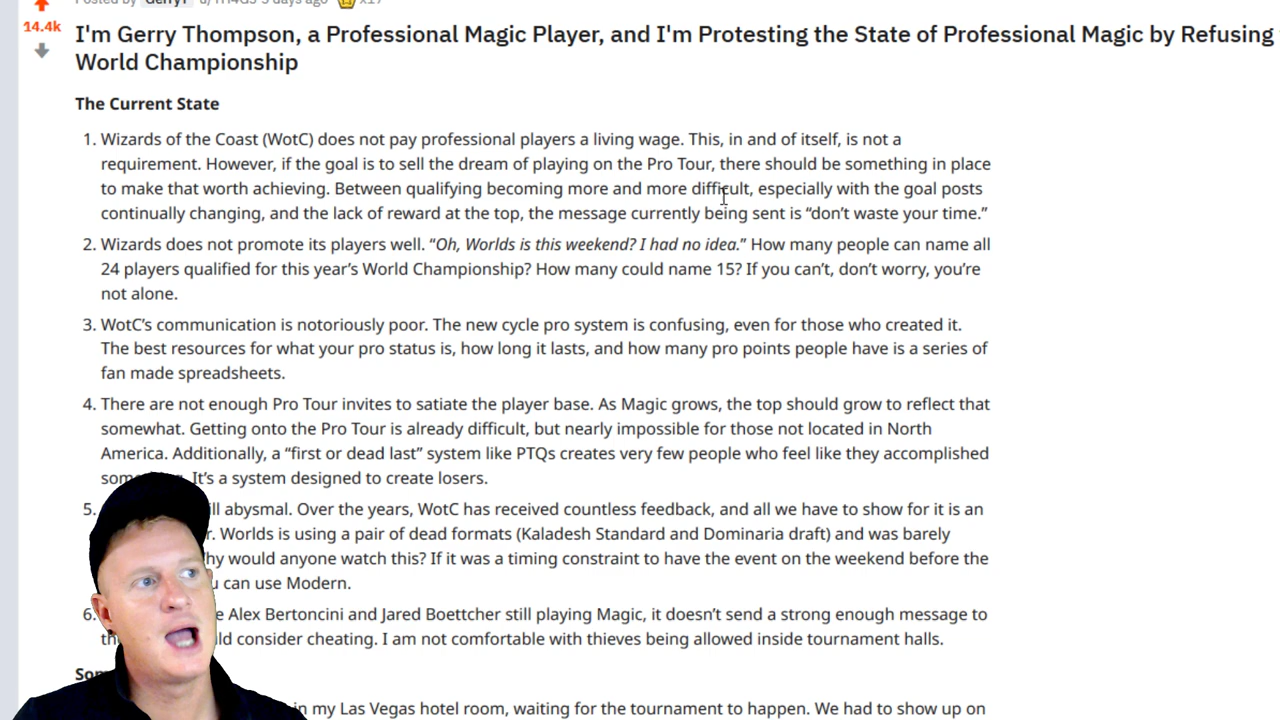 Posted by GerryT u/TH4G5 5 days ago x17
14.4k
I'm Gerry Thompson, a Professional Magic Player, and I'm Protesting the State of Professional Magic by Refusing
World Championship
The Current State
1. Wizards of the Coast (WotC) does not pay professional players a living wage. This, in and of itself, is not a
requirement. However, if the goal is to sell the dream of playing on the Pro Tour, there should be something in place
to make that worth achieving. Between qualifying becoming more and more difficult, especially with the goal posts
continually changing, and the lack of reward at the top, the message currently being sent is “don’t waste your time.”
2. Wizards does not promote its players well. “Oh, Worlds is this weekend? I had no idea.” How many people can name all
24 players qualified for this year’s World Championship? How many could name 15? If you can’t, don’t worry, you’re
not alone.
3. WotC’s communication is notoriously poor. The new cycle pro system is confusing, even for those who created it.
The best resources for what your pro status is, how long it lasts, and how many pro points people have is a series of
fan made spreadsheets.
4. There are not enough Pro Tour invites to satiate the player base. As Magic grows, the top should grow to reflect that
somewhat. Getting onto the Pro Tour is already difficult, but nearly impossible for those not located in North
America. Additionally, a “first or dead last” system like PTQs creates very few people who feel like they accomplished
It’s a system designed to create losers.
5. abysmal. Over the years, WotC has received countless feedback, and all we have to show for it is an
Worlds is using a pair of dead formats (Kaladesh Standard and Dominaria draft) and was barely
would anyone watch this? If it was a timing constraint to have the event on the weekend before the
can use Modern.
6. Alex Bertoncini and Jared Boettcher still playing Magic, it doesn’t send a strong enough message to
consider cheating. I am not comfortable with thieves being allowed inside tournament halls.
in my Las Vegas hotel room, waiting for the tournament to happen. We had to show up on